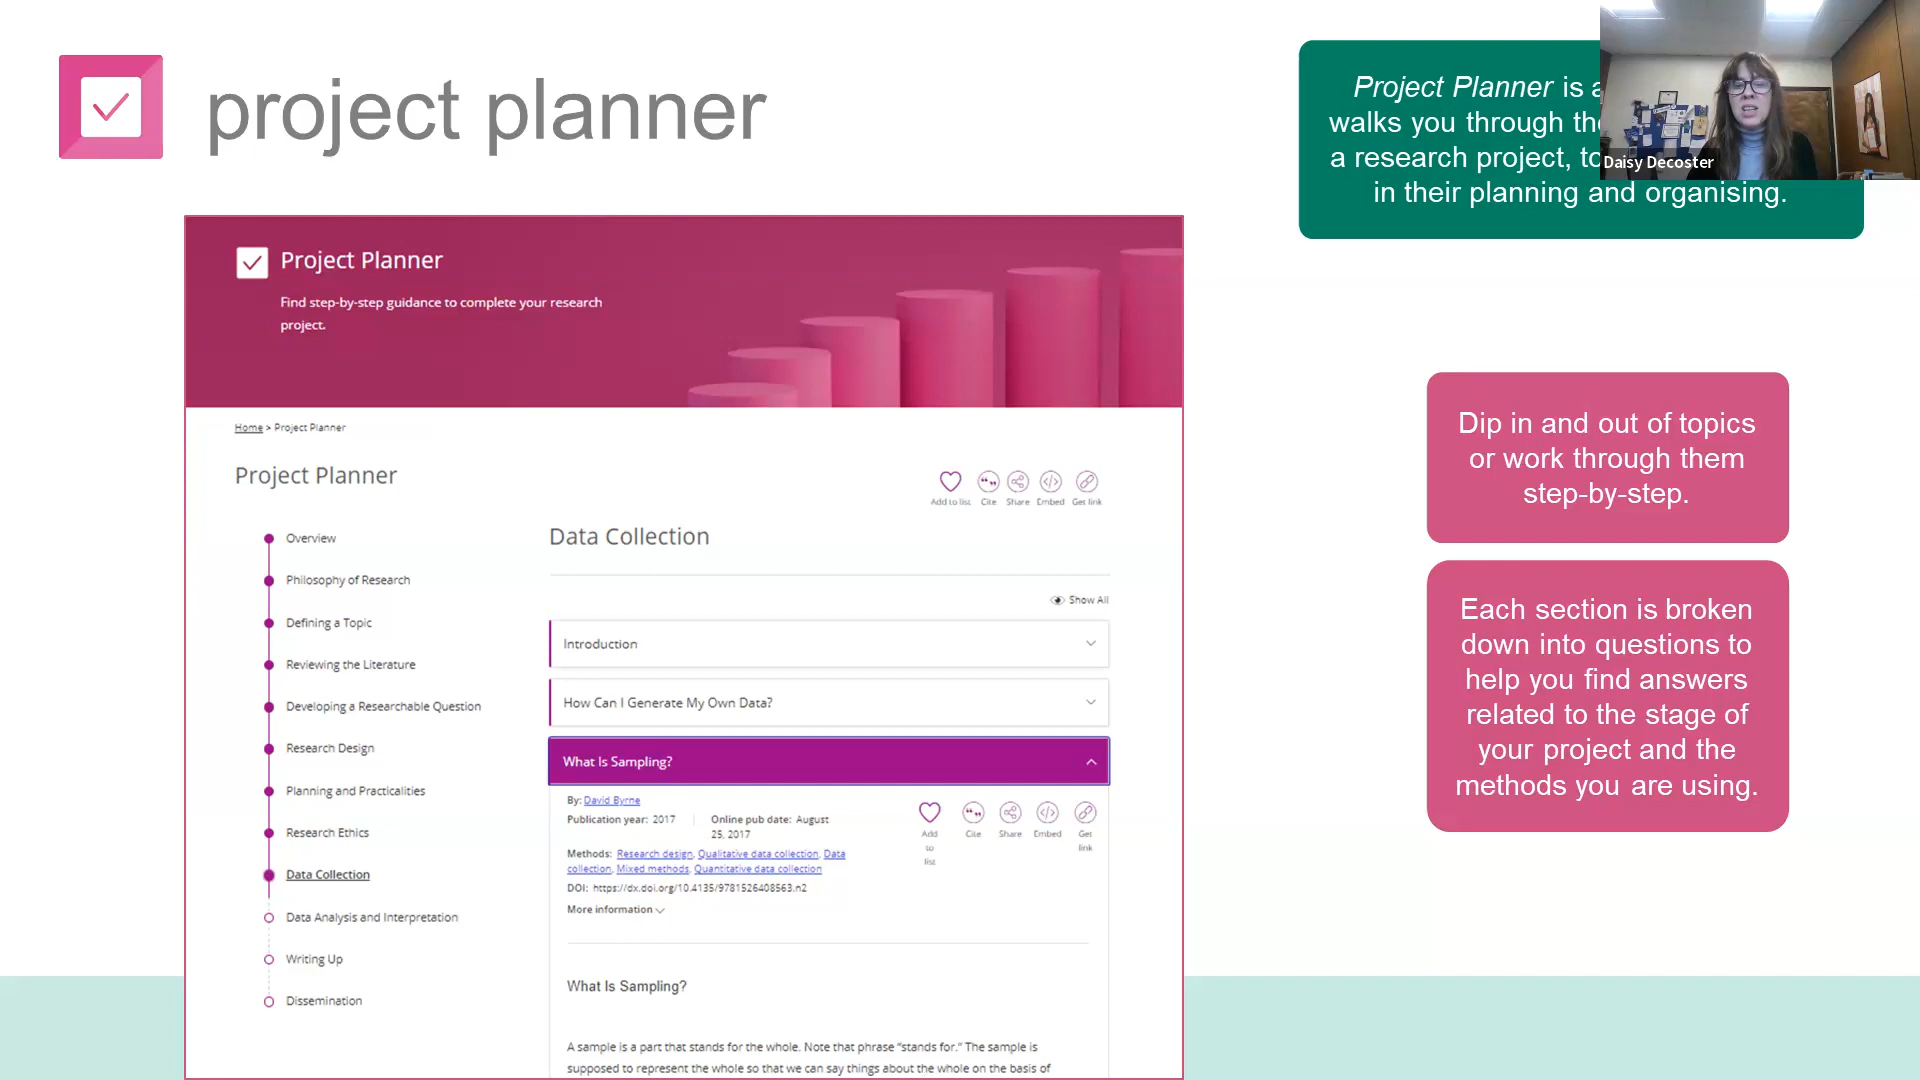 project planner
Project Planner is a
walks you through the
a research project, to
in their planning and organising.
Daisy Decoster
Project Planner
Find step-by-step guidance to complete your research
project.
Home > Project Planner
Project Planner
Add to list Cite Share Embed Get link
Overview
Philosophy of Research
Defining a Topic
Reviewing the Literature
Developing a Researchable Question
Research Design
Planning and Practicalities
Research Ethics
Data Collection
Data Analysis and Interpretation
Writing Up
Dissemination
Data Collection
Show All
Introduction
How Can I Generate My Own Data?
What Is Sampling?
By: David Byrne
Publication year: 2017
Online pub date: August
25, 2017
Methods: Research design, Qualitative data collection, Data
collection, Mixed methods, Quantitative data collection
DOI: https://dx.doi.org/10.4135/9781526408563.n2
More information
Add
to
list
Cite
Share
Embed
Get
link
What Is Sampling?
A sample is a part that stands for the whole. Note that phrase “stands for.” The sample is
supposed to represent the whole so that we can say things about the whole on the basis of
Dip in and out of topics
or work through them
step-by-step.
Each section is broken
down into questions to
help you find answers
related to the stage of
your project and the
methods you are using.